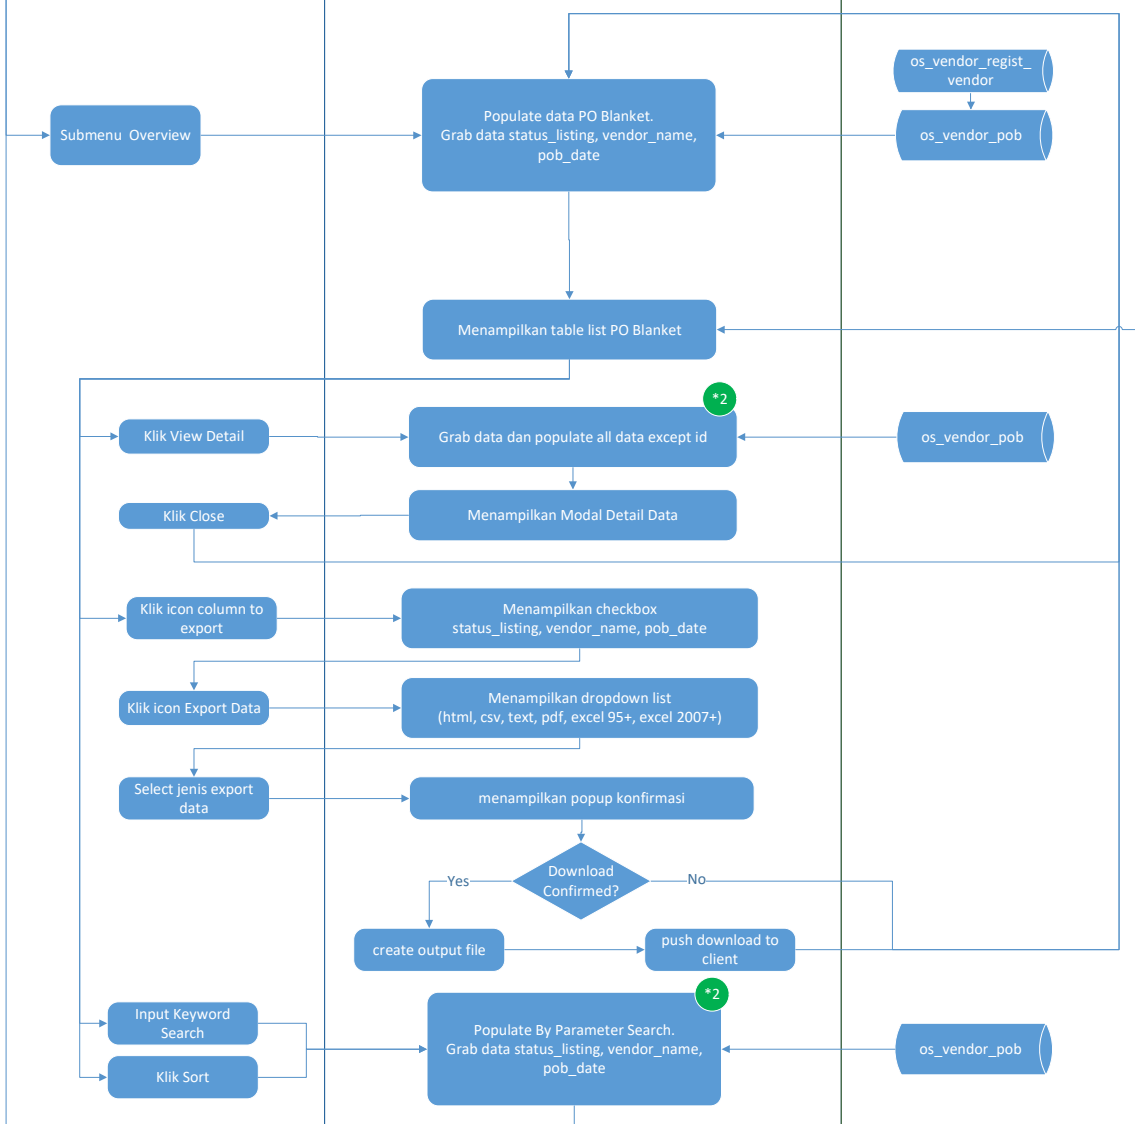 os_vendor_regist_
vendor
Submenu  Overview
Populate data PO Blanket.
Grab data status_listing, vendor_name,
pob_date
os_vendor_pob
Menampilkan table list PO Blanket
*2
Klik View Detail
Grab data dan populate all data except id
os_vendor_pob
Klik Close
Menampilkan Modal Detail Data
Klik icon column to
export
Menampilkan checkbox
status_listing, vendor_name, pob_date
Klik icon Export Data
Menampilkan dropdown list
(html, csv, text, pdf, excel 95+, excel 2007+)
Select jenis export
data
menampilkan popup konfirmasi
Download
Confirmed?
Yes
No
create output file
push download to
client
*2
Input Keyword
Search
Populate By Parameter Search.
Grab data status_listing, vendor_name,
pob_date
os_vendor_pob
Klik Sort